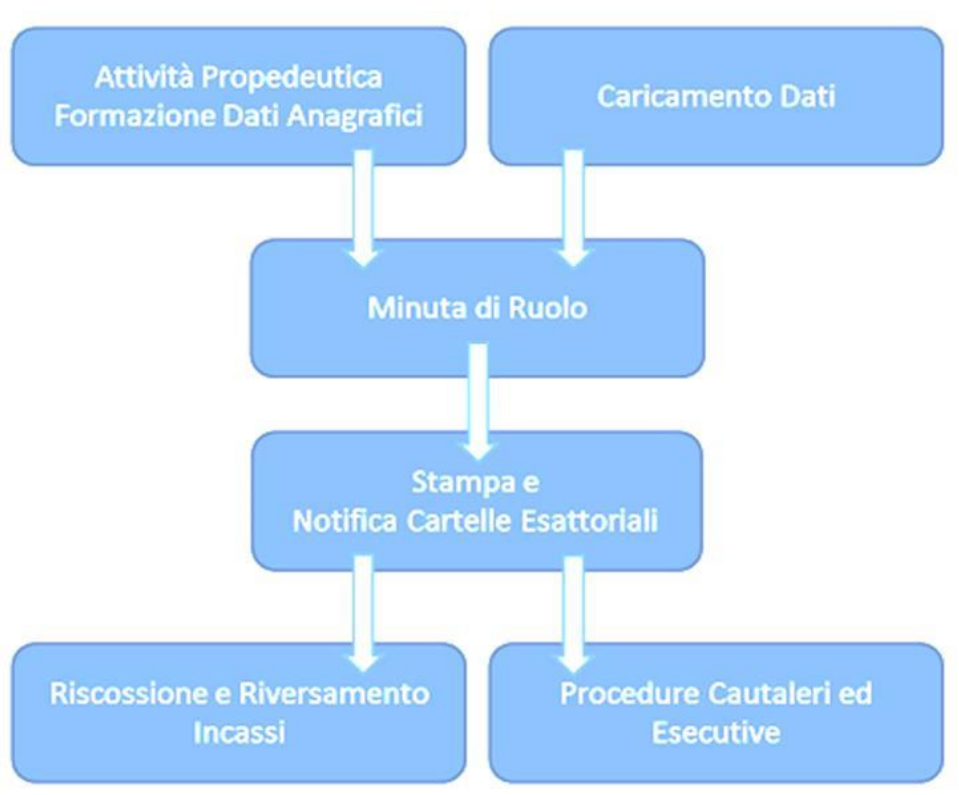 Attività Propedeutica
Formazione Dati Anagrafici
Caricamento Dati
Minuta di Ruolo
Stampa e
Notifica Cartelle Esattoriali
Riscossione e Riversamento
Incassi
Procedure Cautaleri ed
Esecutive